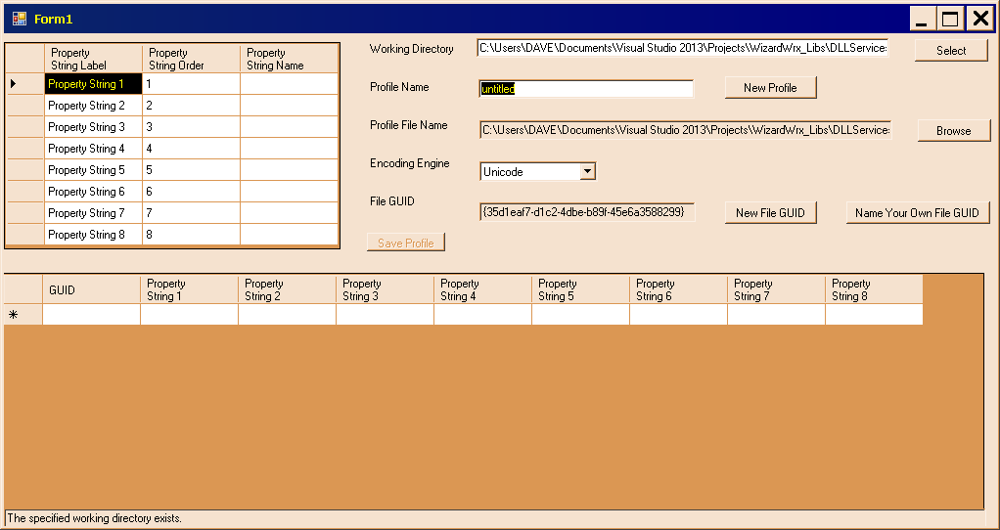 Form1
Property String Label Property String Order Property String Name
Property String 1 1
Property String 2 2
Property String 3 3
Property String 4 4
Property String 5 5
Property String 6 6
Property String 7 7
Property String 8 8
Working Directory C:\Users\DAVE\Documents\Visual Studio 2013\Projects\WizardWrx_Libs\DLLService: Select
Profile Name untitled New Profile
Profile File Name C:\Users\DAVE\Documents\Visual Studio 2013\Projects\WizardWrx_Libs\DLLService: Browse
Encoding Engine Unicode
File GUID {35d1eaf7-d1c2-4dbe-b89f-45e6a3588299} New File GUID Name Your Own File GUID
Save Profile
GUID Property String 1 Property String 2 Property String 3 Property String 4 Property String 5 Property String 6 Property String 7 Property String 8
The specified working directory exists.